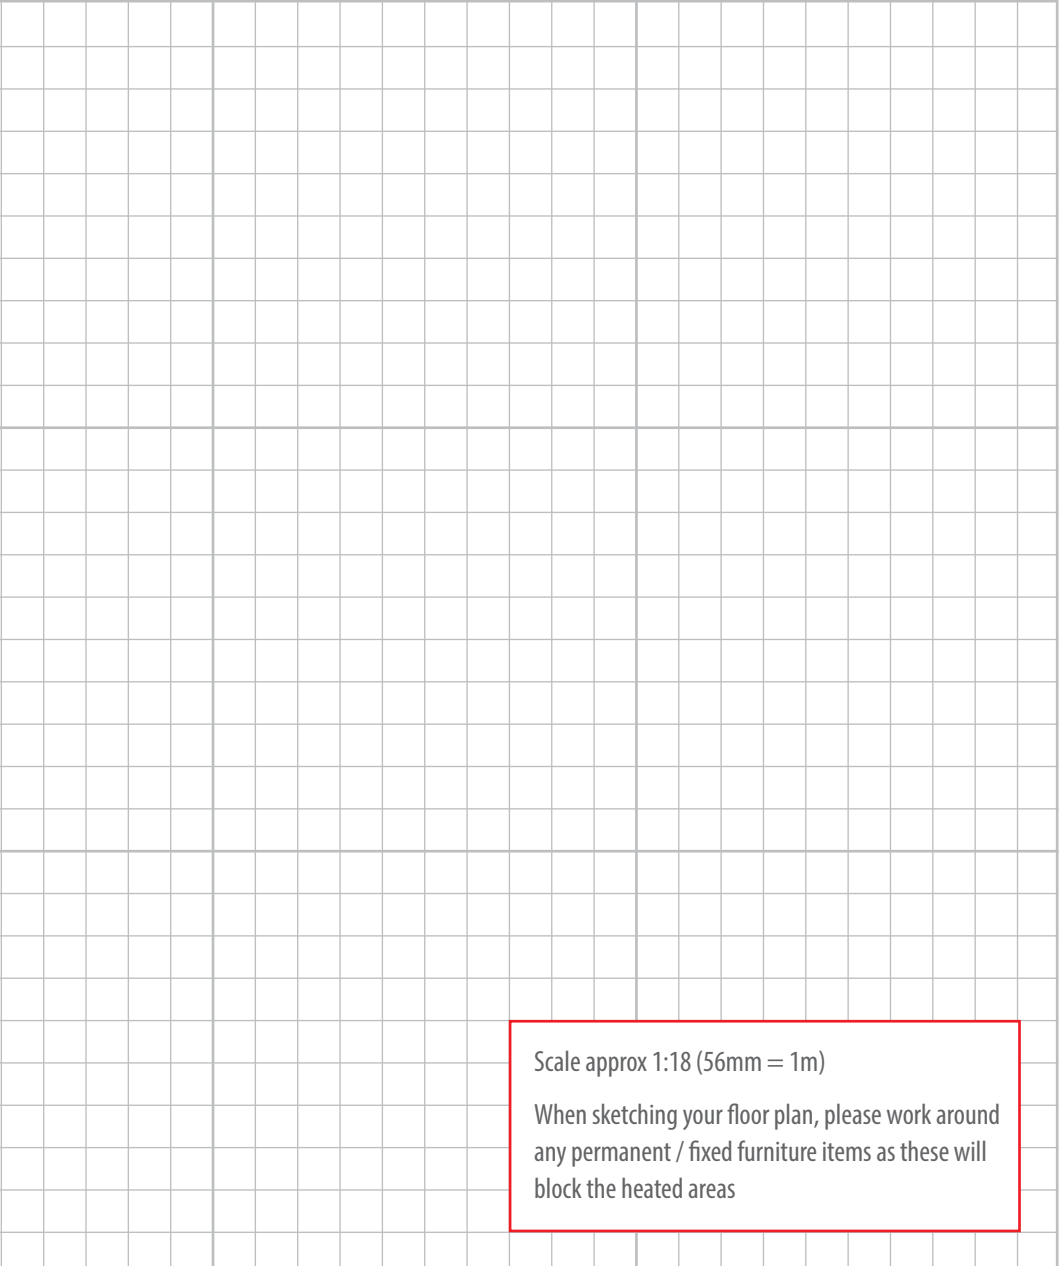 Scale approx 1:18 (56mm = 1m)
When sketching your floor plan, please work around
any permanent / fixed furniture items as these will
block the heated areas